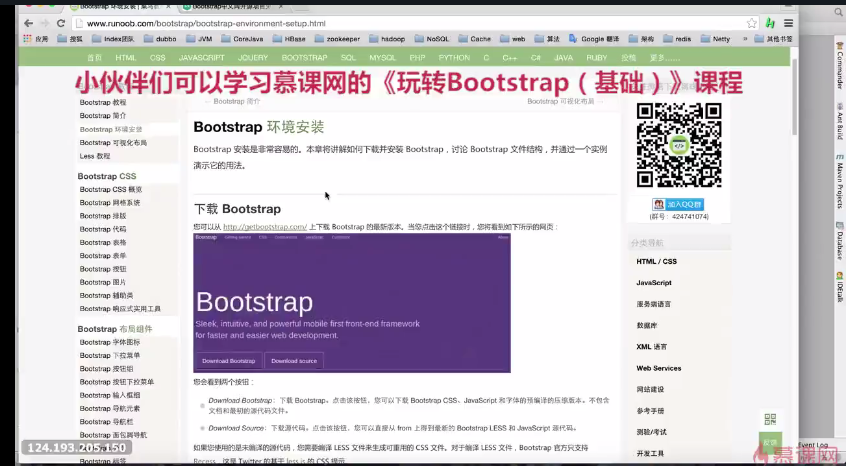 Bootstrap 环境安装 | 菜鸟教程
www.runoob.com/bootstrap/bootstrap-environment-setup.html
应用 搜狐 Index团队 dubbo JVM CoreJava HBase zookeeper hadoop NoSQL Cache web 算法 Google 翻译 架构 redis Netty » 其他书签
首页 HTML CSS JAVASCRIPT JQUERY BOOTSTRAP SQL MYSQL PHP PYTHON C C++ C# JAVA RUBY 更多……
小伙伴们可以学习慕课网的《玩转Bootstrap（基础）》课程
Bootstrap 教程
Bootstrap 简介
Bootstrap 环境安装
Bootstrap 可视化布局
Less 教程
Bootstrap CSS
Bootstrap CSS 概览
Bootstrap 网格系统
Bootstrap 排版
Bootstrap 代码
Bootstrap 表格
Bootstrap 表单
Bootstrap 按钮
Bootstrap 图片
Bootstrap 辅助类
Bootstrap 响应式实用工具
Bootstrap 布局组件
Bootstrap 字体图标
Bootstrap 下拉菜单
Bootstrap 按钮组
Bootstrap 按钮下拉菜单
Bootstrap 输入框组
Bootstrap 导航元素
Bootstrap 导航栏
Bootstrap 面包屑导航
124.193.205.150
← Bootstrap 简介
Bootstrap 可视化布局 →
Bootstrap 环境安装
Bootstrap 安装是非常容易的。本章将讲解如何下载并安装 Bootstrap，讨论 Bootstrap 文件结构，并通过一个实例
演示它的用法。
下载 Bootstrap
您可以从 http://getbootstrap.com/ 上下载 Bootstrap 的最新版本。当您点击这个链接时，您将看到如下所示的网页：
Bootstrap
Bootstrap
Sleek, intuitive, and powerful mobile first front-end framework
for faster and easier web development.
Download Bootstrap
Download source
您会看到两个按钮：
Download Bootstrap：下载 Bootstrap。点击该按钮，您可以下载 Bootstrap CSS、JavaScript 和字体的预编译的压缩版本。不包含
文档和最初的源代码文件。
Download Source：下载源代码。点击该按钮，您可以直接从 from 上得到最新的 Bootstrap LESS 和 JavaScript 源代码。
如果您使用的是未编译的源代码，您需要编译 LESS 文件来生成可重用的 CSS 文件。对于编译 LESS 文件，Bootstrap 官方只支持
Recess，这是 Twitter 的基于 less.js 的 CSS 提示。
加入QQ群
(群号：424741074)
分类导航
HTML / CSS
JavaScript
服务端语言
数据库
XML 语言
Web Services
网站建设
参考手册
测验/考试
开发工具
反馈
Commander
Ant Build
Maven Projects
Database
IDEtalk
Event Log
慕课网